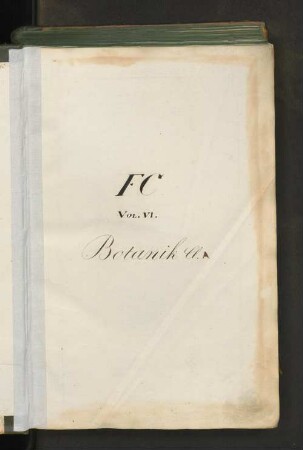 FC
VOL. VI.
Botanik